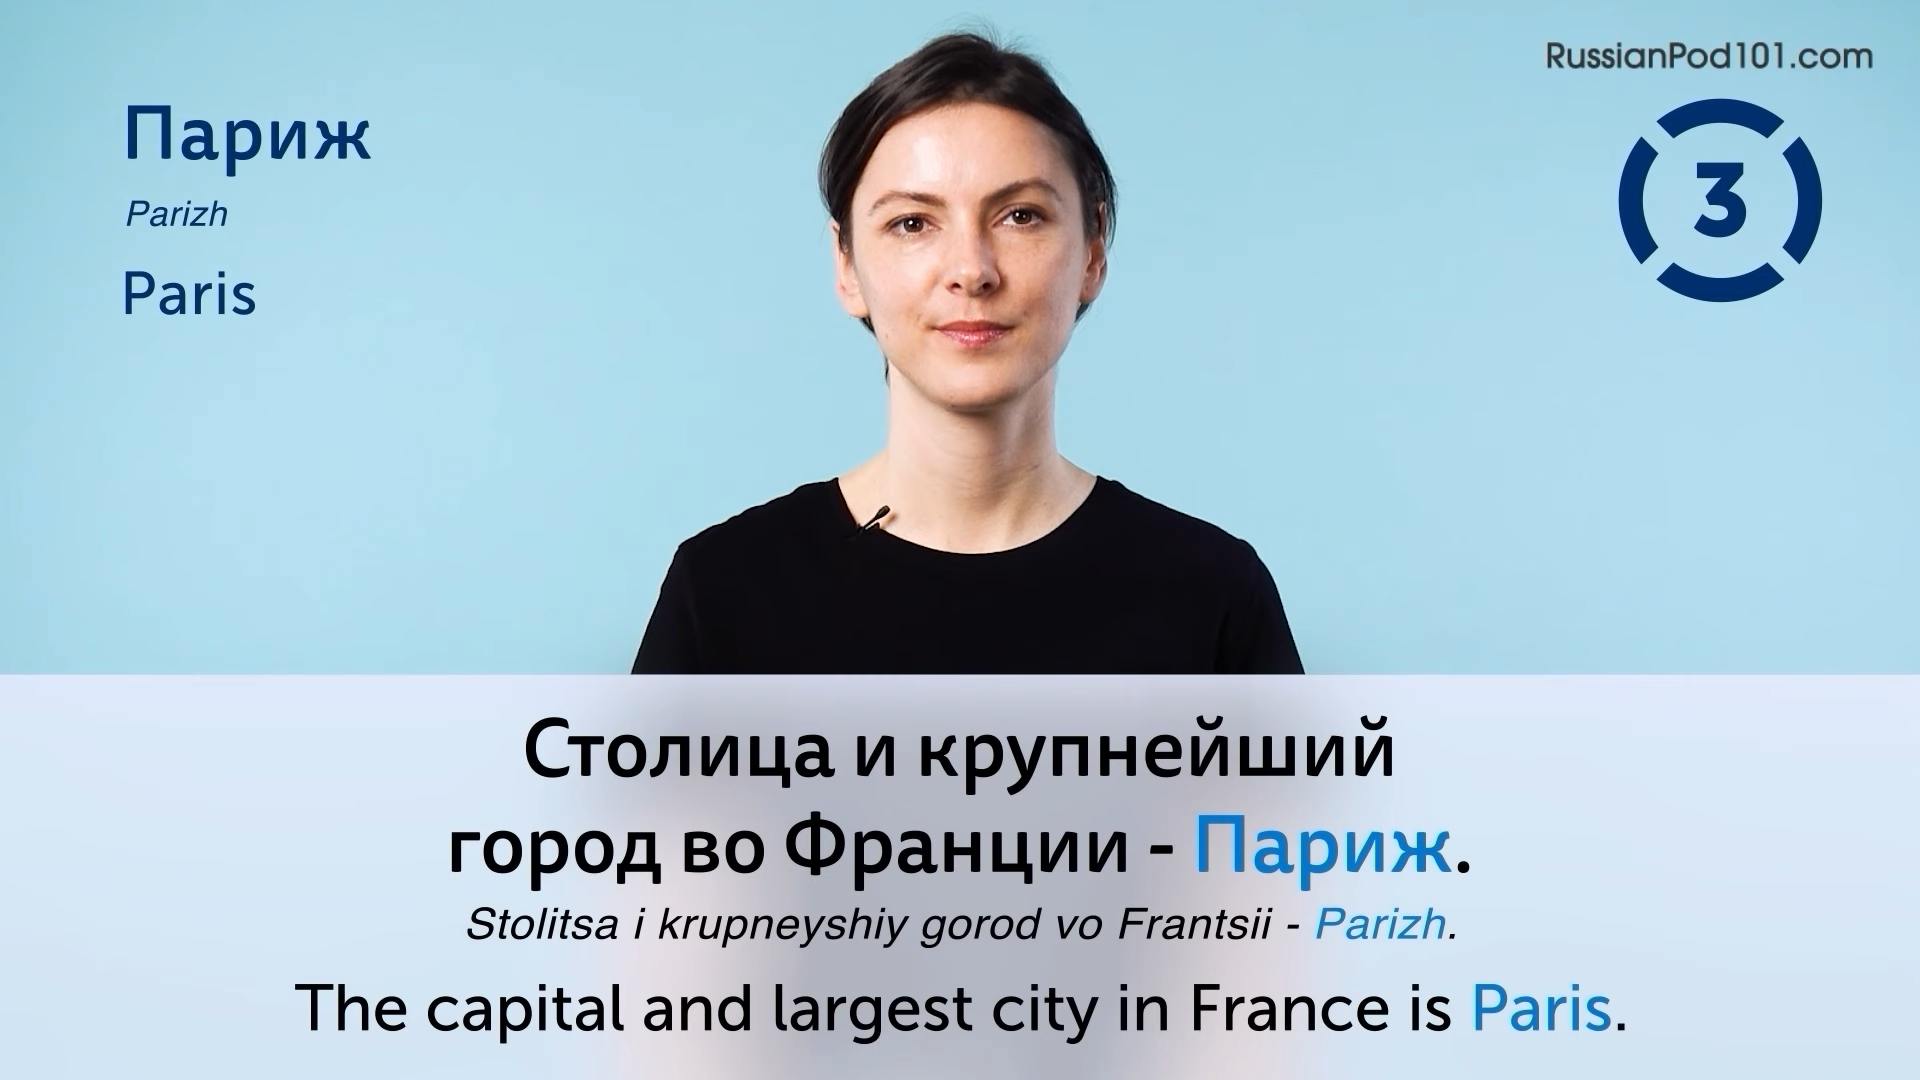 RussianPod101.com
Париж
Parizh
Paris
3
Столица и крупнейший
город во Франции - Париж.
Stolitsa i krupneyshiy gorod vo Frantsii - Parizh.
The capital and largest city in France is Paris.